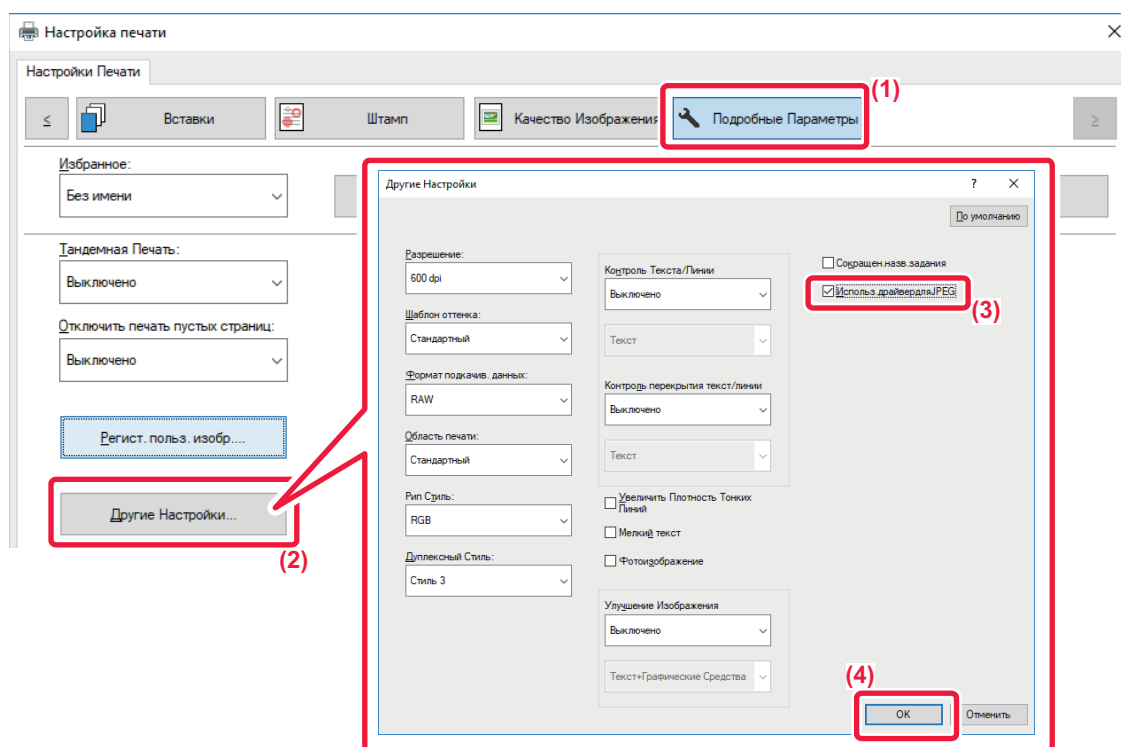 Настройка печати
Настройки Печати
(1)
<
Вставки
Штамп
Качество Изображения
Подробные Параметры
>
Избранное:
Без имени
Тандемная Печать:
Выключено
Отключить печать пустых страниц:
Выключено
Регист. польз. изобр....
Другие Настройки...
(2)
Другие Настройки
?
По умолчанию
Разрешение:
600 dpi
Шаблон оттенка:
Стандартный
Формат подкачив. данных:
RAW
Область печати:
Стандартный
Рип Стиль:
RGB
Дуплексный Стиль:
Стиль 3
Контроль Текста/Линии
Выключено
Текст
Контроль перекрытия текст/линии
Выключено
Текст
Увеличить Плотность Тонких
Линий
Мелкий текст
Фотоизображение
Улучшение Изображения
Выключено
Текст+Графические Средства
Сокращен.назв.задания
Использ.драйвердляJPEG
(3)
(4)
OK
Отменить